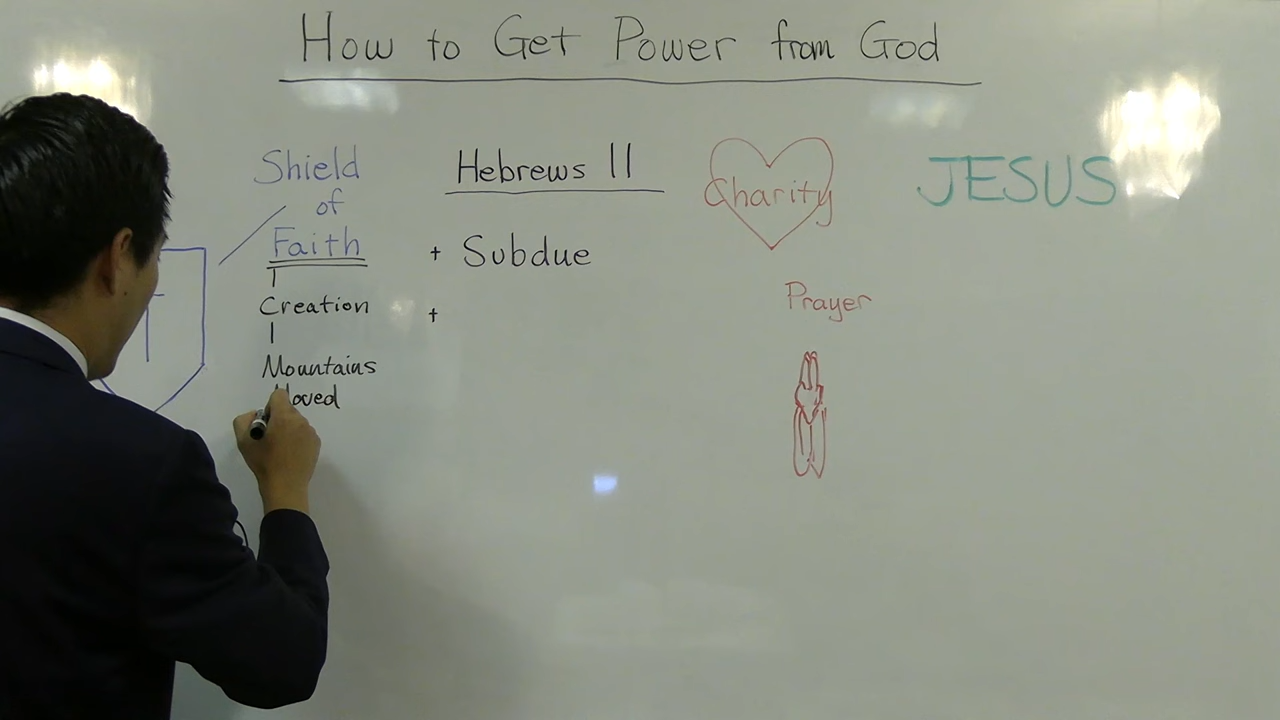 How to Get Power from God
Shield
of
Faith
Creation
Mountains
Moved
Hebrews 11
+ Subdue
+
Charity
Prayer
JESUS